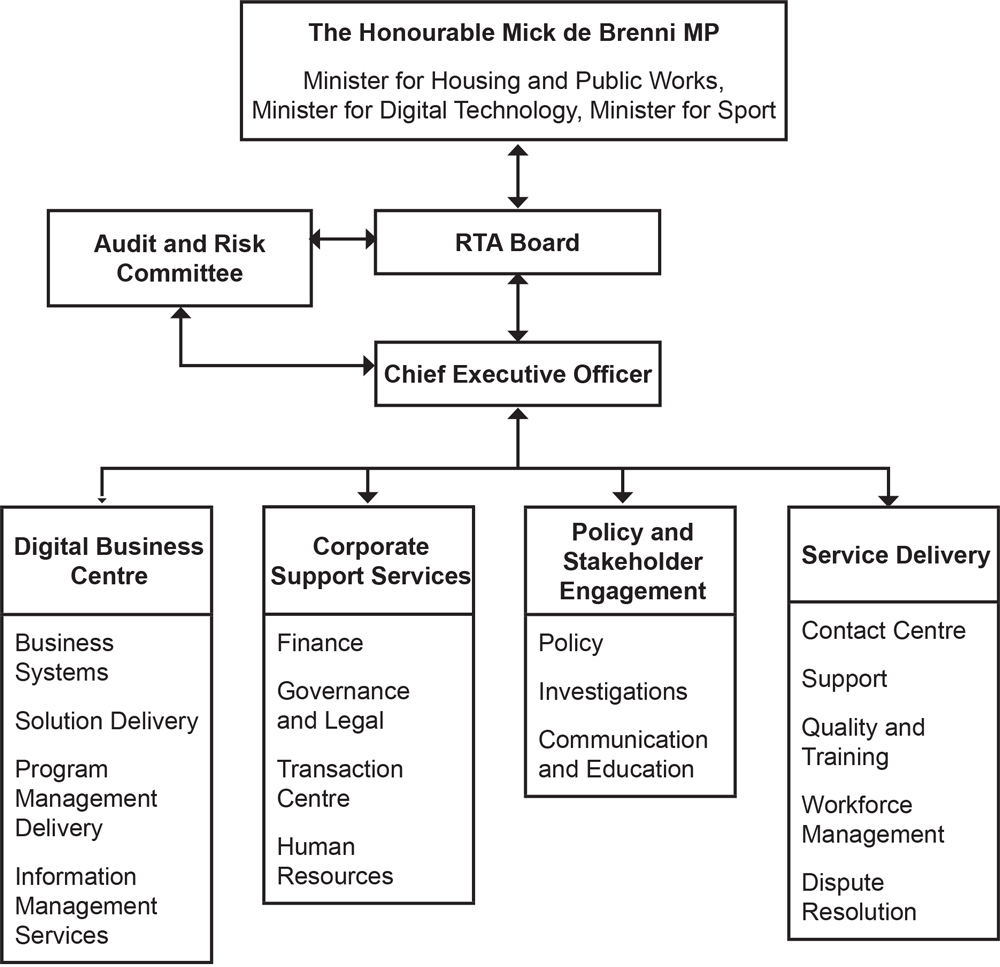 The Honourable Mick de Brenni MP
Minister for Housing and Public Works,
Minister for Digital Technology, Minister for Sport
Audit and Risk
Committee
RTA Board
Chief Executive Officer
Digital Business
Centre
Business
Systems
Solution Delivery
Program
Management
Delivery
Information
Management
Services
Corporate
Support Services
Finance
Governance
and Legal
Transaction
Centre
Human
Resources
Policy and
Stakeholder
Engagement
Policy
Investigations
Communication
and Education
Service Delivery
Contact Centre
Support
Quality and
Training
Workforce
Management
Dispute
Resolution